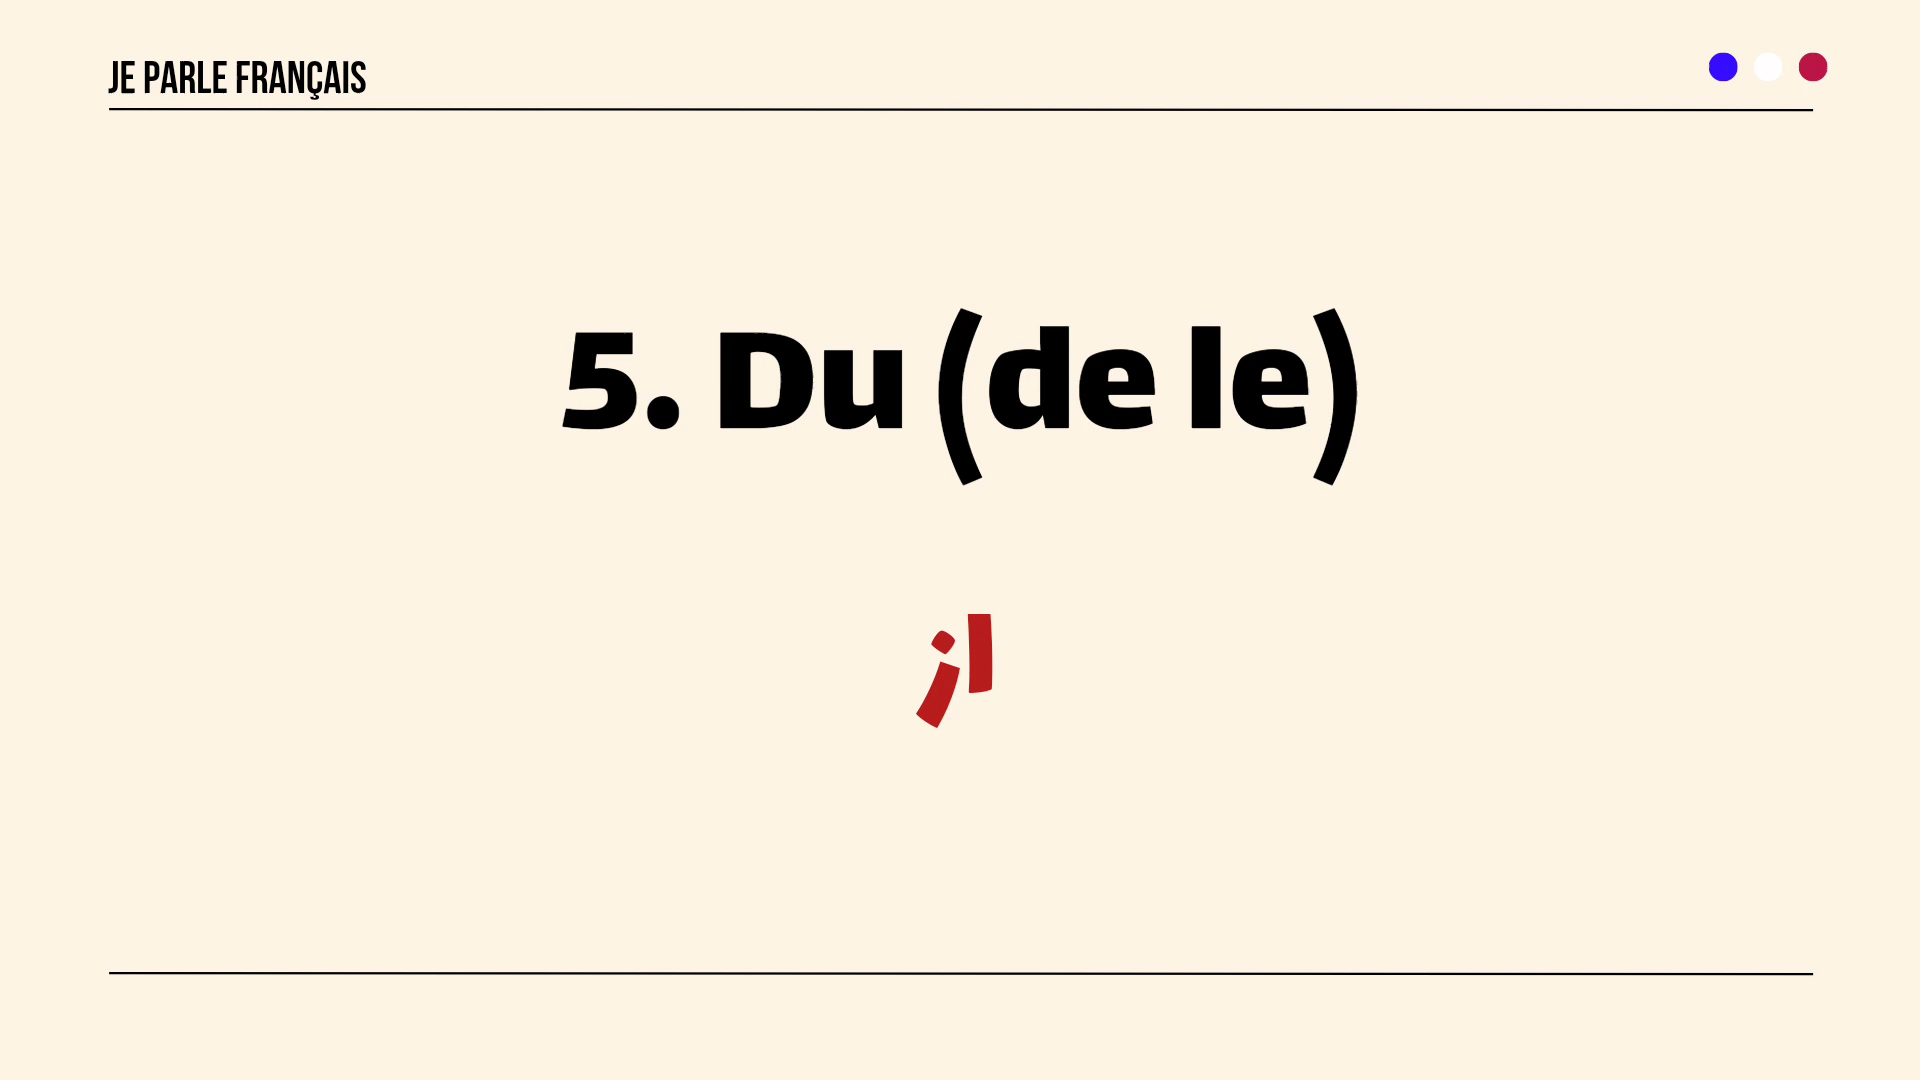 JE PARLE FRANÇAIS
5. Du (de le)
از